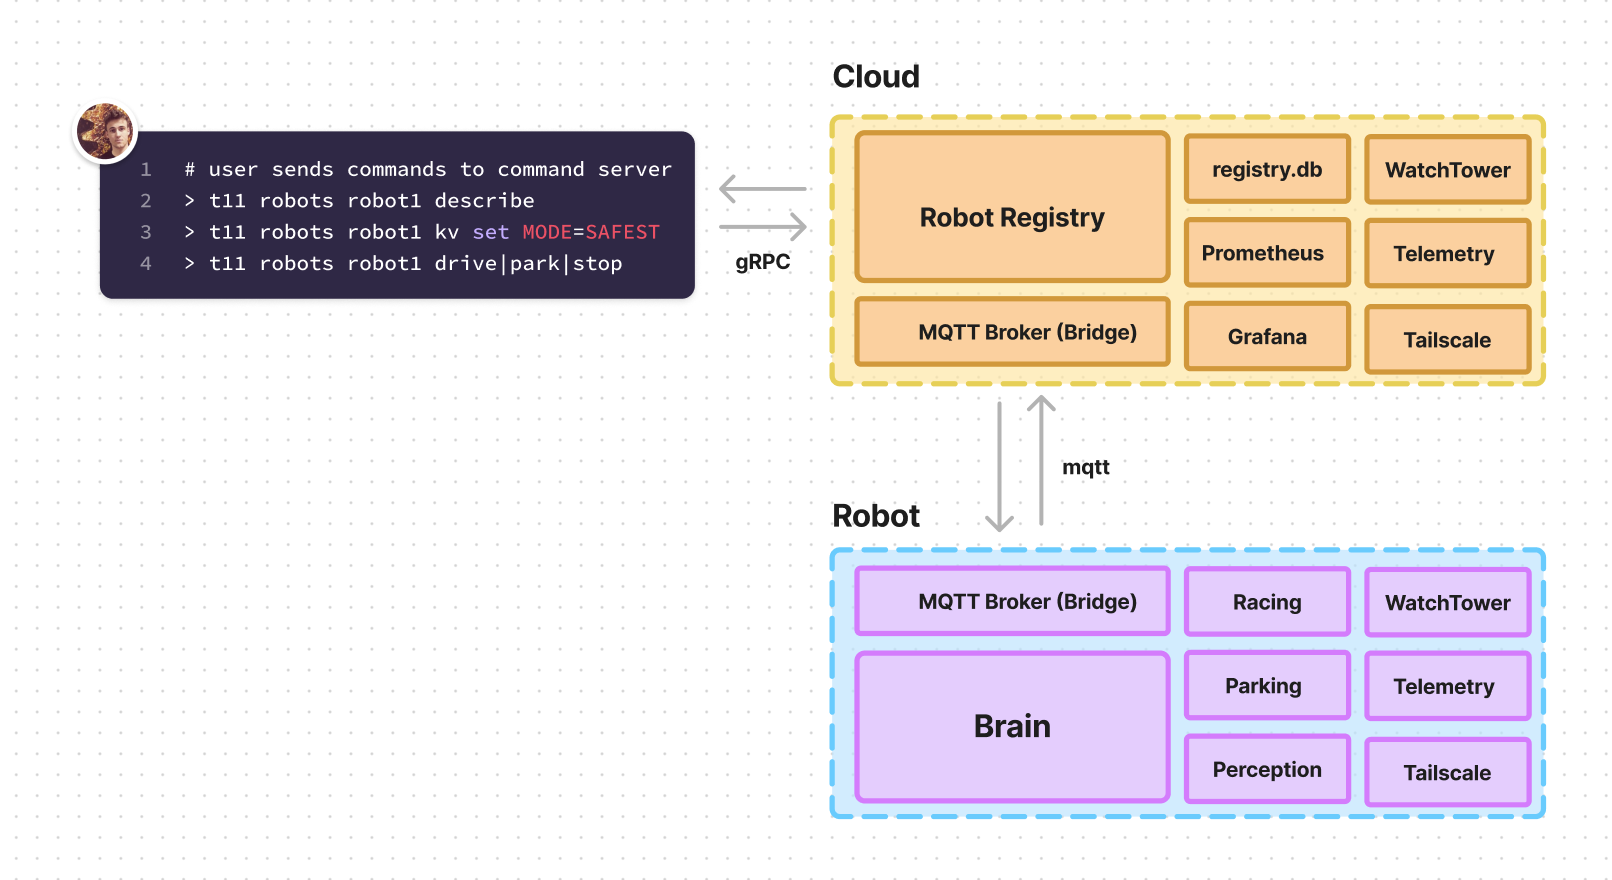 Cloud
1 # user sends commands to command server
2 > t11 robots robot1 describe
3 > t11 robots robot1 kv set MODE=SAFEST
4 > t11 robots robot1 drive|park|stop
gRPC
Robot Registry
registry.db
WatchTower
Prometheus
Telemetry
MQTT Broker (Bridge)
Grafana
Tailscale
mqtt
Robot
MQTT Broker (Bridge)
Racing
WatchTower
Brain
Parking
Telemetry
Perception
Tailscale